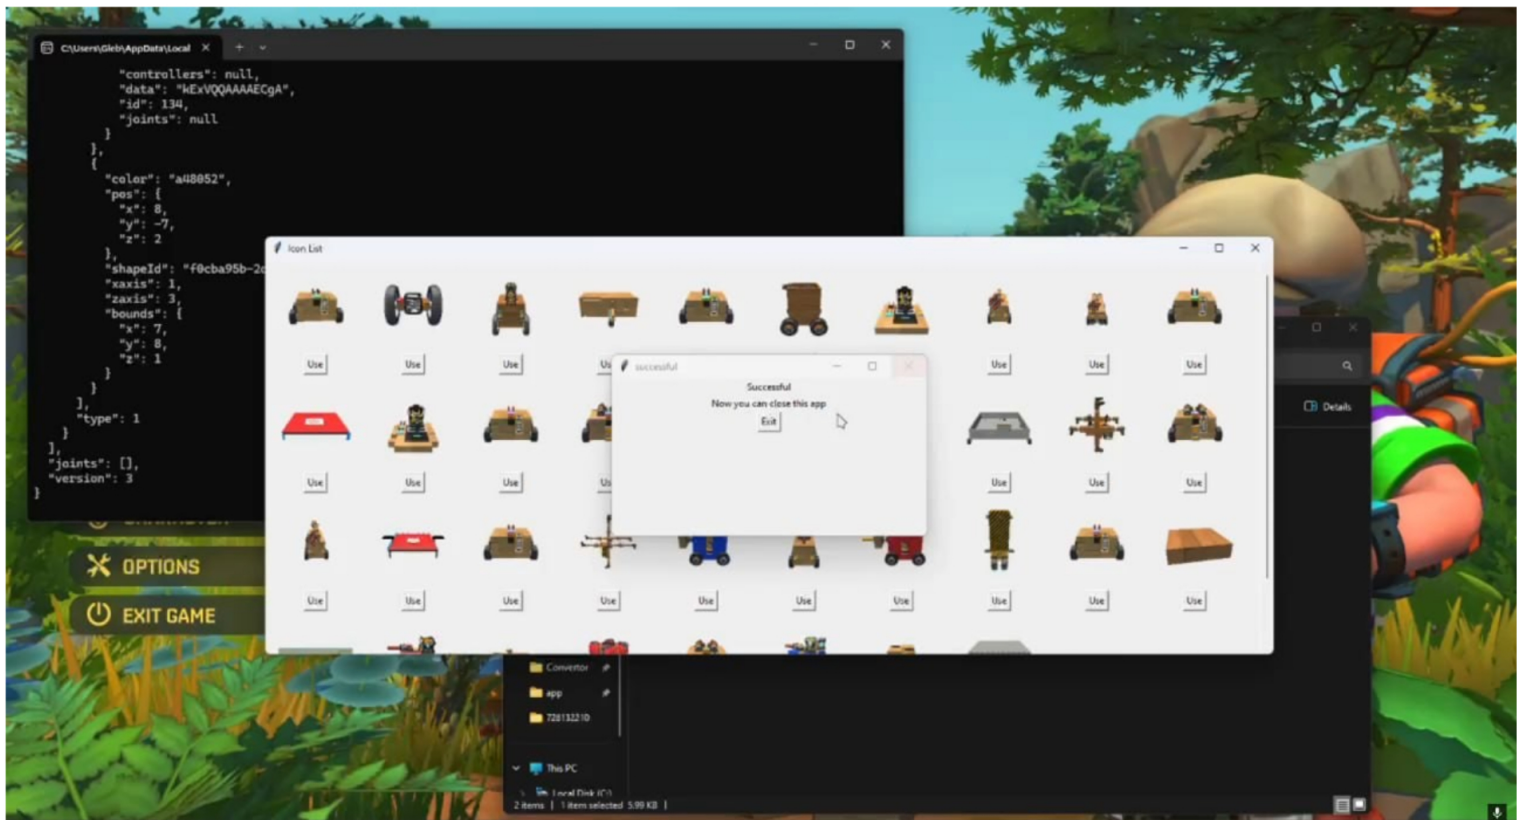 C:\Users\Gleb\AppData\Local
"controllers": null,
"data": "kExVQQAAAAECgA",
"id": 134,
"joints": null
}
},
{
"color": "a48052",
"pos": {
"x": 8,
"y": -7,
"z": 2
},
"shapeId": "f0cba95b-2
"xaxis": 1,
"zaxis": 3,
"bounds": {
"x": 7,
"y": 8,
"z": 1
}
}
],
"type": 1
}
],
"joints": [],
"version": 3
}
OPTIONS
EXIT GAME
Icon List
Use Use Use Us Use Use Use
successful
Successful
Now you can close this app
Exit
Use Use Use Us Use Use Use
Use Use Use Use Use Use Use Use Use Use
Details
Convertor
app
728132210
This PC
Local Disk (C:)
2 items | 1 item selected 5.99 KB |